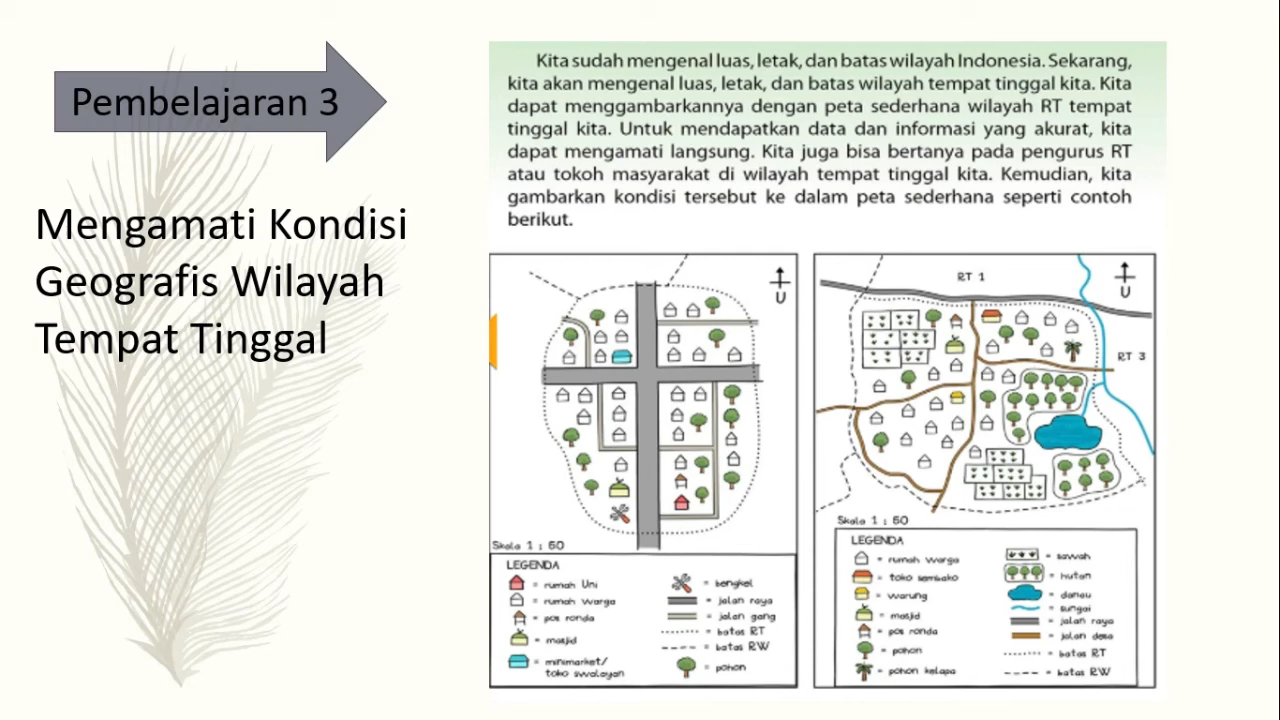 Pembelajaran 3
Mengamati Kondisi
Geografis Wilayah
Tempat Tinggal
Kita sudah mengenal luas, letak, dan batas wilayah Indonesia. Sekarang,
kita akan mengenal luas, letak, dan batas wilayah tempat tinggal kita. Kita
dapat menggambarkannya dengan peta sederhana wilayah RT tempat
tinggal kita. Untuk mendapatkan data dan informasi yang akurat, kita
dapat mengamati langsung. Kita juga bisa bertanya pada pengurus RT
atau tokoh masyarakat di wilayah tempat tinggal kita. Kemudian, kita
gambarkan kondisi tersebut ke dalam peta sederhana seperti contoh
berikut.
U
Skala 1 : 50
LEGENDA
= rumah Uni
= rumah warga
= pos ronda
= masjid
= minimarket/
toko swalayan
= bengkel
= jalan raya
= jalan gang
= batas RT
= batas RW
= pohon
RT 1
U
RT 3
Skala 1 : 50
LEGENDA
= rumah warga
= toko sembako
= warung
= masjid
= pos ronda
= pohon
= pohon kelapa
= sawah
= hutan
= danau
= sungai
= jalan raya
= jalan desa
= batas RT
= batas RW